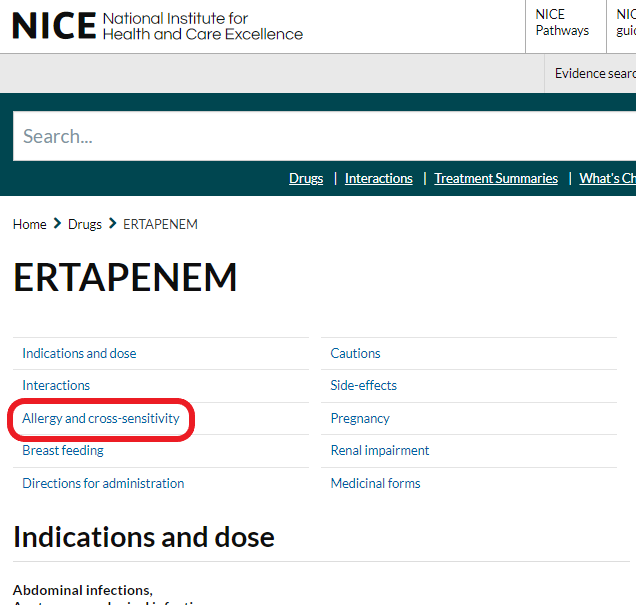 NICE National Institute for
Health and Care Excellence
NICE
Pathways
NIC
guid
Evidence searc
Search...
Drugs | Interactions | Treatment Summaries | What's Ch
Home > Drugs > ERTAPENEM
ERTAPENEM
Indications and dose
Cautions
Interactions
Side-effects
Allergy and cross-sensitivity
Pregnancy
Breast feeding
Renal impairment
Directions for administration
Medicinal forms
Indications and dose
Abdominal infections,